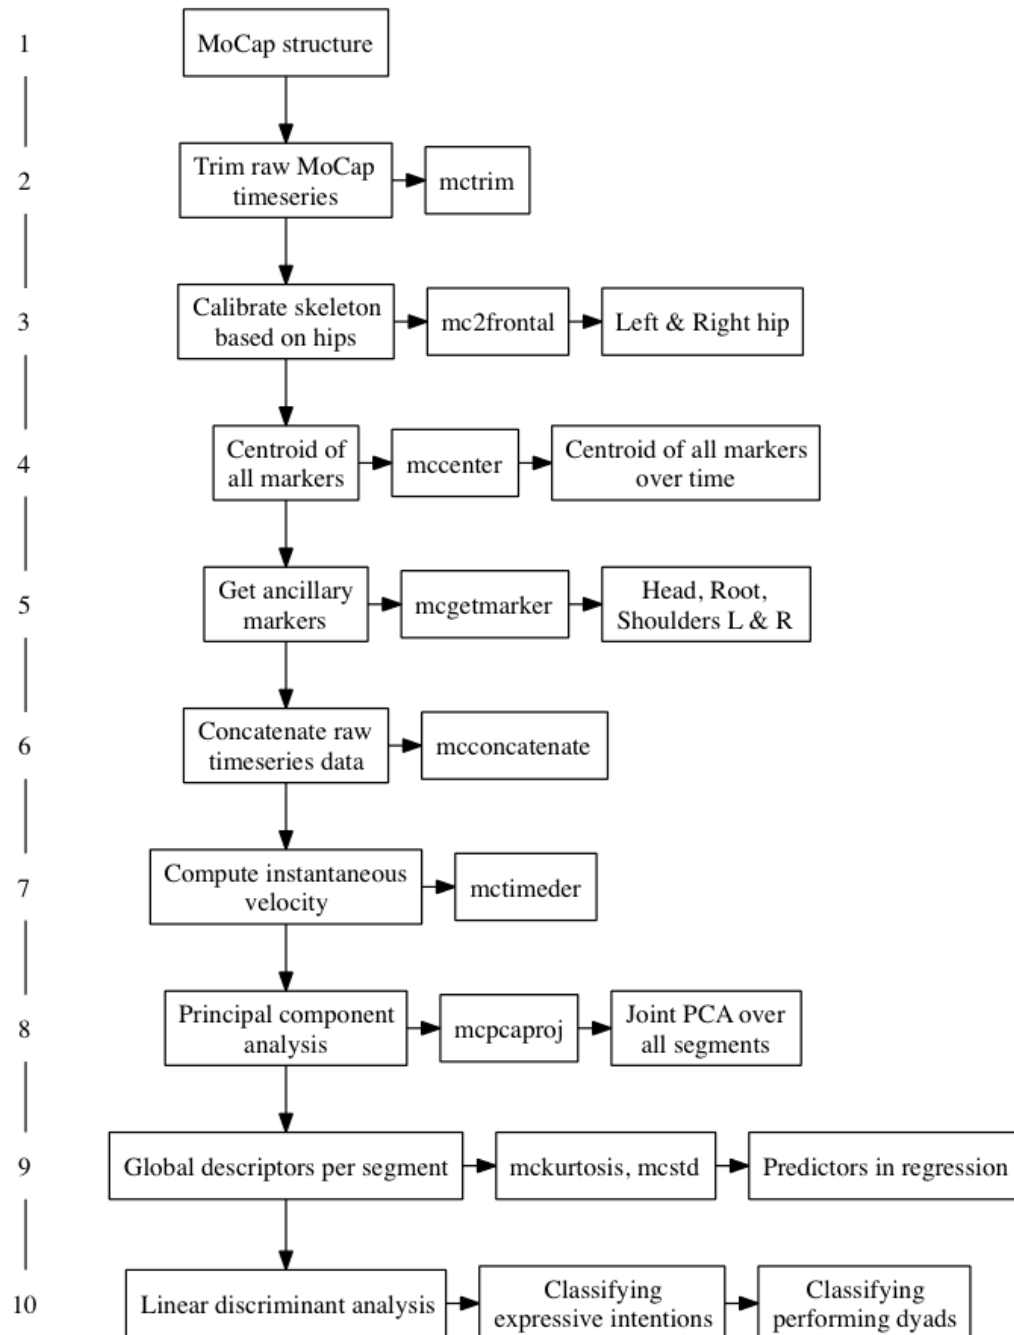 1
MoCap structure
2
Trim raw MoCap
timeseries
mctrim
3
Calibrate skeleton
based on hips
mc2frontal
Left & Right hip
4
Centroid of
all markers
mccenter
Centroid of all markers
over time
5
Get ancillary
markers
mcgetmarker
Head, Root,
Shoulders L & R
6
Concatenate raw
timeseries data
mcconcatenate
7
Compute instantaneous
velocity
mctimeder
8
Principal component
analysis
mcpcaproj
Joint PCA over
all segments
9
Global descriptors per segment
mckurtosis, mcstd
Predictors in regression
10
Linear discriminant analysis
Classifying
expressive intentions
Classifying
performing dyads